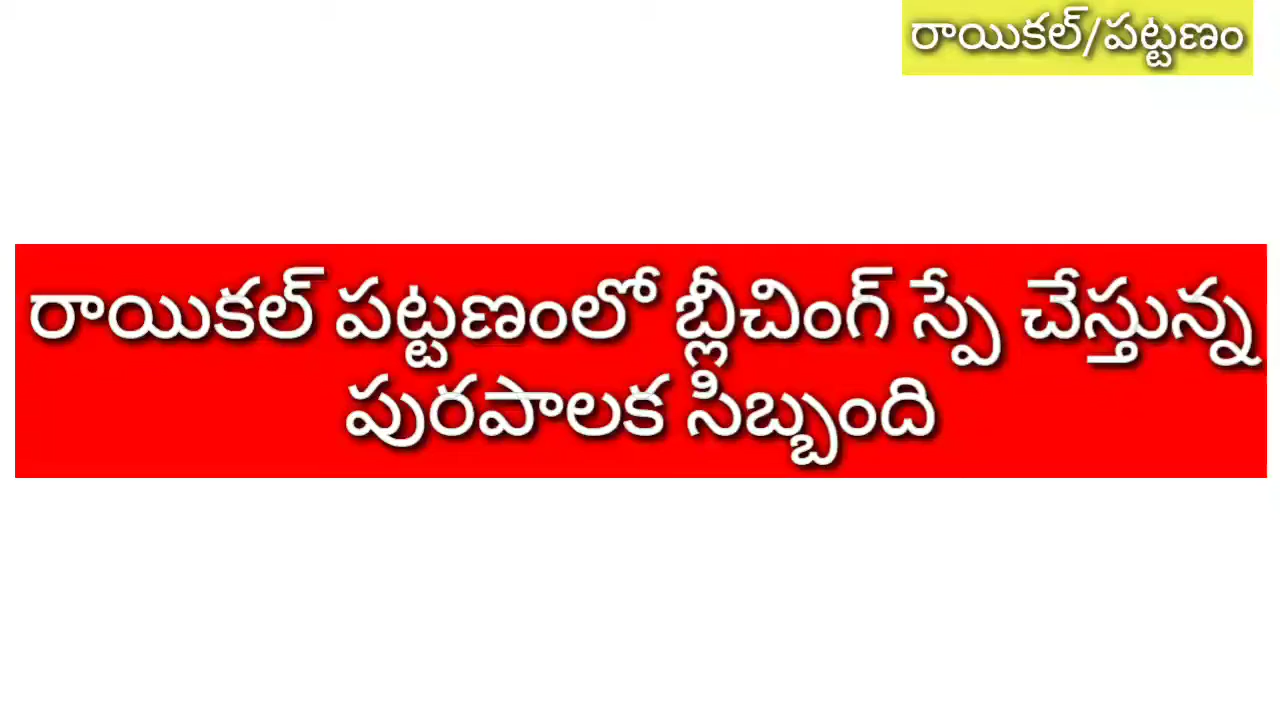 రాయికల్/పట్టణం
రాయికల్ పట్టణంలో బ్లీచింగ్ స్పే చేస్తున్న
పురపాలక సిబ్బంది